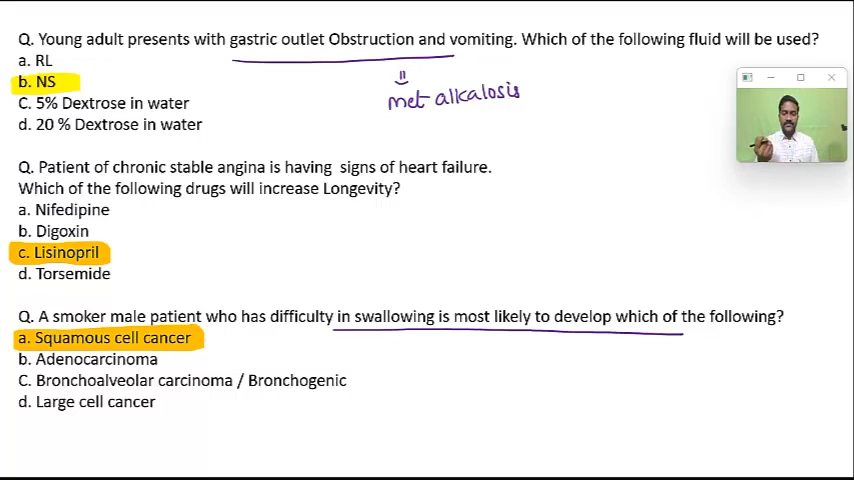 Q. Young adult presents with gastric outlet Obstruction and vomiting. Which of the following fluid will be used?
a. RL
b. NS
C. 5% Dextrose in water
d. 20 % Dextrose in water
met alkalosis
Q. Patient of chronic stable angina is having signs of heart failure.
Which of the following drugs will increase Longevity?
a. Nifedipine
b. Digoxin
c. Lisinopril
d. Torsemide
Q. A smoker male patient who has difficulty in swallowing is most likely to develop which of the following?
a. Squamous cell cancer
b. Adenocarcinoma
C. Bronchoalveolar carcinoma / Bronchogenic
d. Large cell cancer